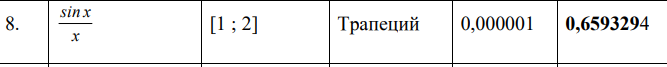 8. sin x / x [1 ; 2] Трапеций 0,000001 0,6593294